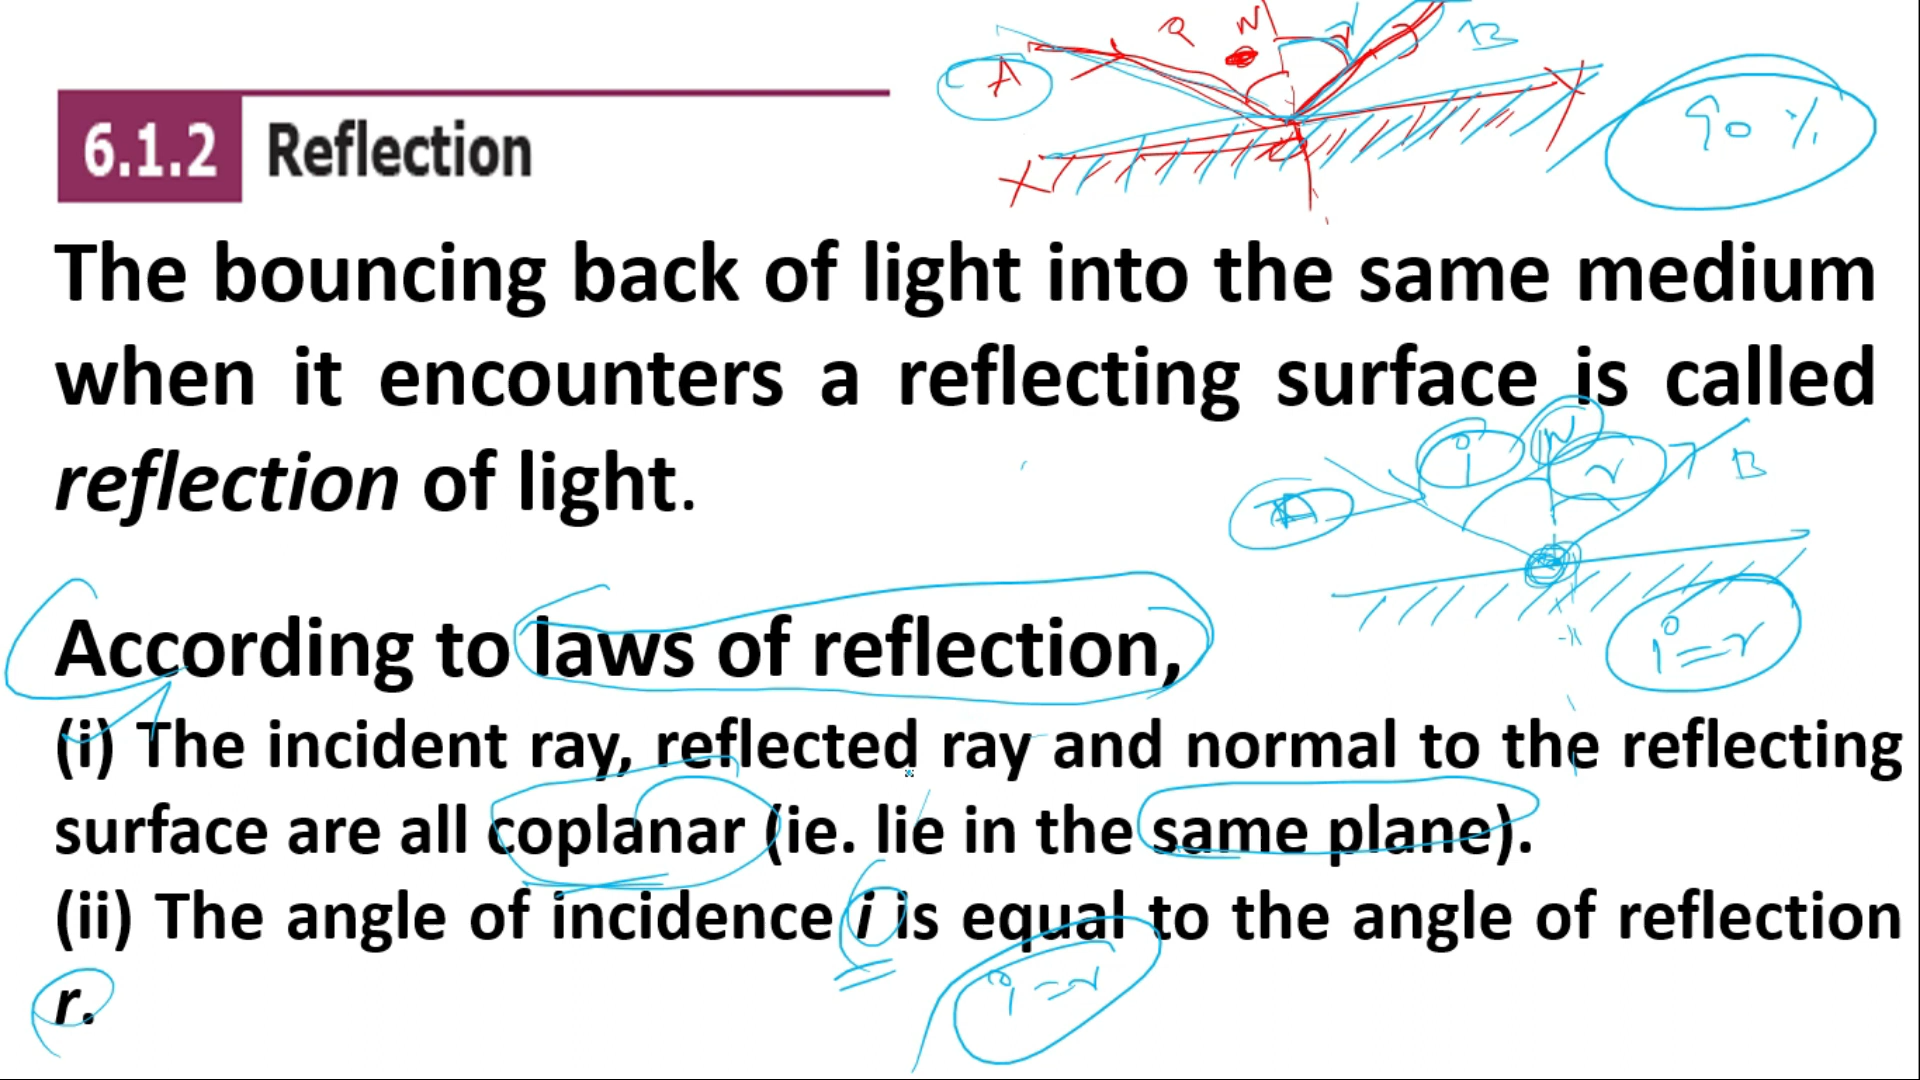 6.1.2 Reflection
A
N
B
X
Y
90 %
The bouncing back of light into the same medium
when it encounters a reflecting surface is called
reflection of light.
i
N
r
B
According to laws of reflection,
i = r
(i) The incident ray, reflected ray and normal to the reflecting
surface are all coplanar (ie. lie in the same plane).
(ii) The angle of incidence i is equal to the angle of reflection
r.
i = r